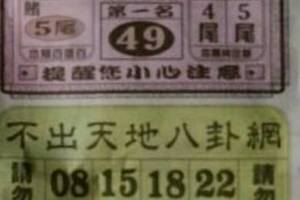 賭 第一名 4 5
5尾 49 尾 尾
提醒您小心注意
不出天地八卦網
請勿 08 15 18 22 請勿